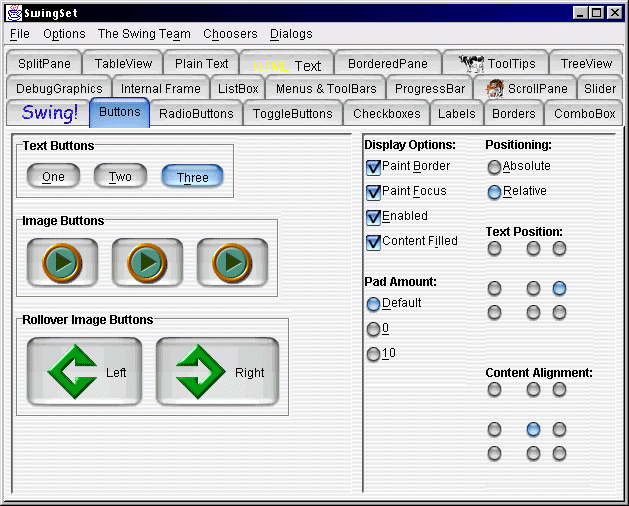 SwingSet
File Options The Swing Team Choosers Dialogs
SplitPane TableView Plain Text HTML Text BorderedPane ToolTips TreeView
DebugGraphics Internal Frame ListBox Menus & ToolBars ProgressBar ScrollPane Slider
Swing! Buttons RadioButtons ToggleButtons Checkboxes Labels Borders ComboBox
Text Buttons
One Two Three
Image Buttons
Rollover Image Buttons
Left Right
Display Options:
Paint Border
Paint Focus
Enabled
Content Filled
Pad Amount:
Default
0
10
Positioning:
Absolute
Relative
Text Position:
Content Alignment: